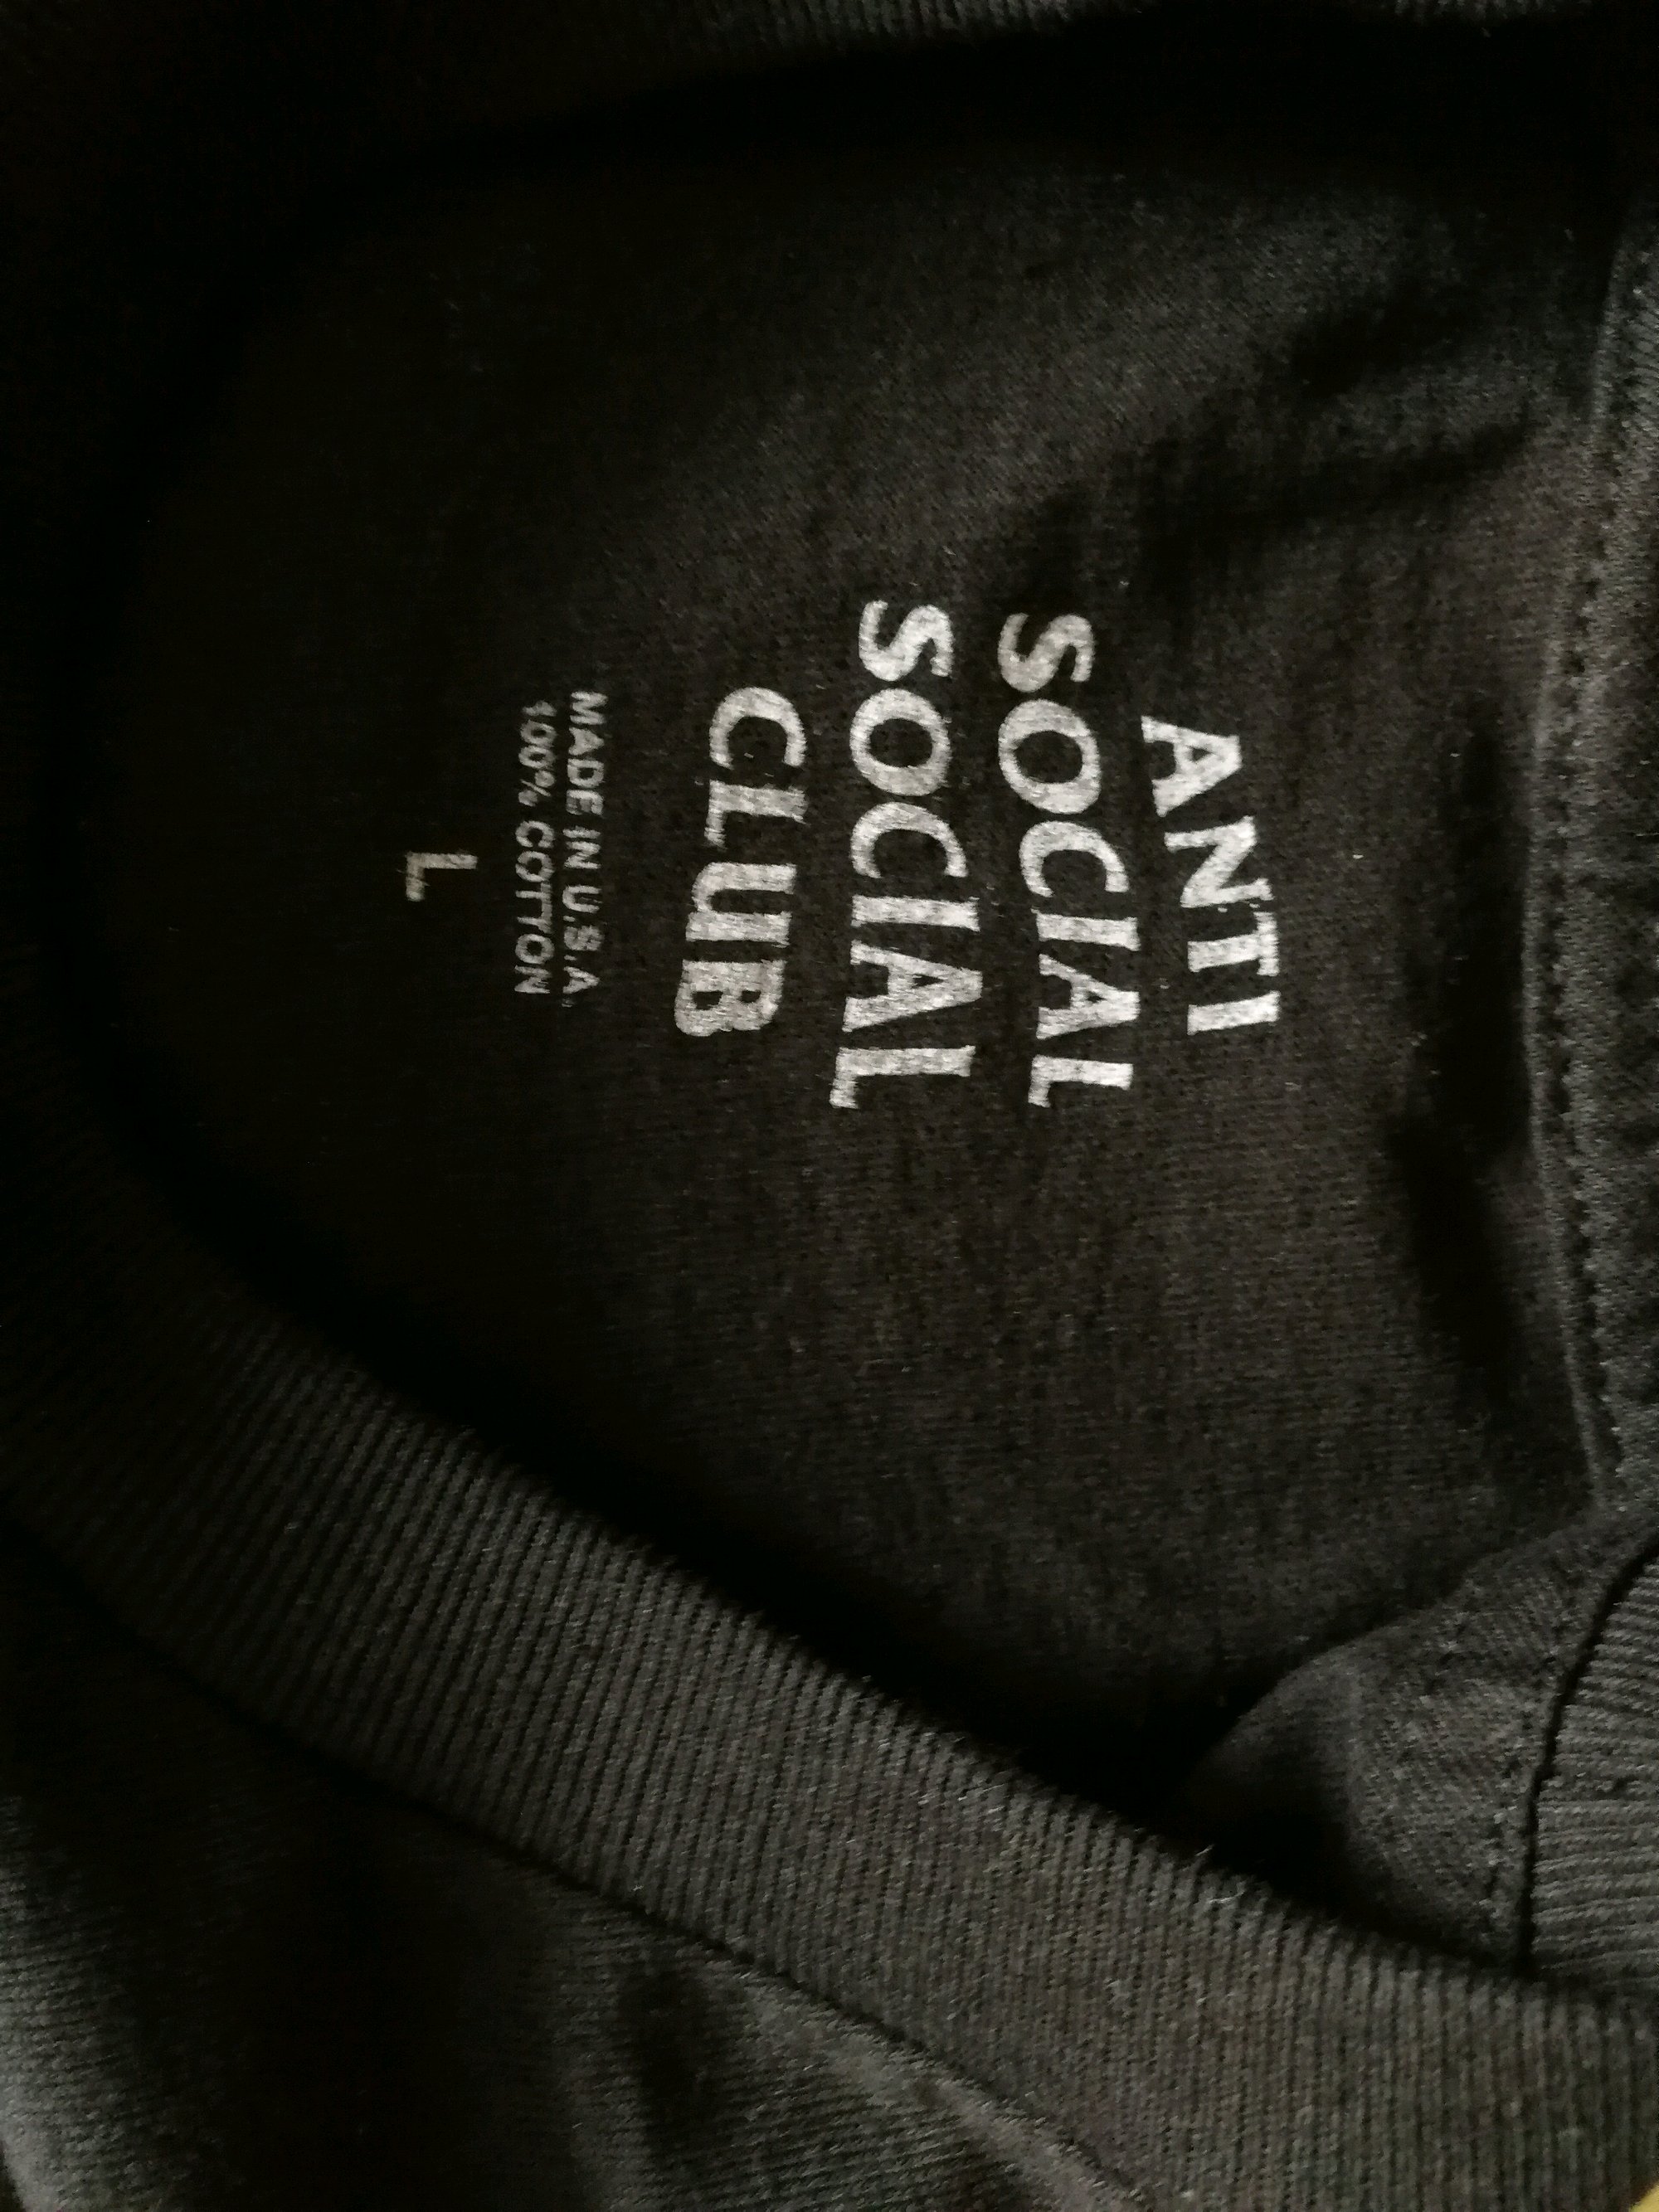 ANTI
SOCIAL
SOCIAL
CLUB
MADE IN U.S.A.
100% COTTON
L